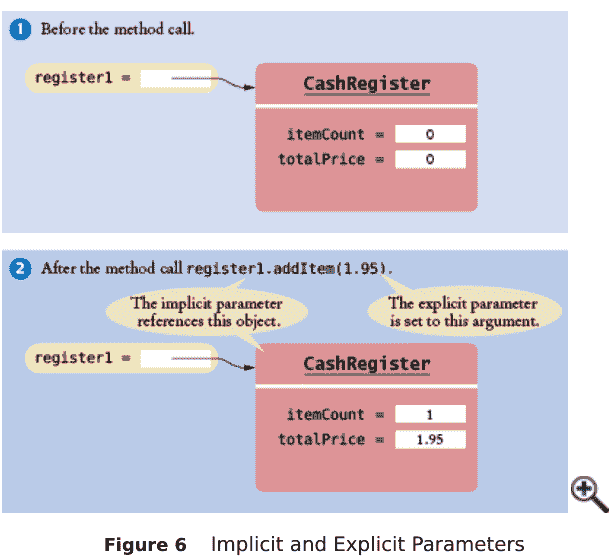 1 Before the method call.
register1 =
CashRegister
itemCount = 0
totalPrice = 0
2 After the method call register1.addItem(1.95).
The implicit parameter
references this object.
The explicit parameter
is set to this argument.
register1 =
CashRegister
itemCount = 1
totalPrice = 1.95
Figure 6 Implicit and Explicit Parameters